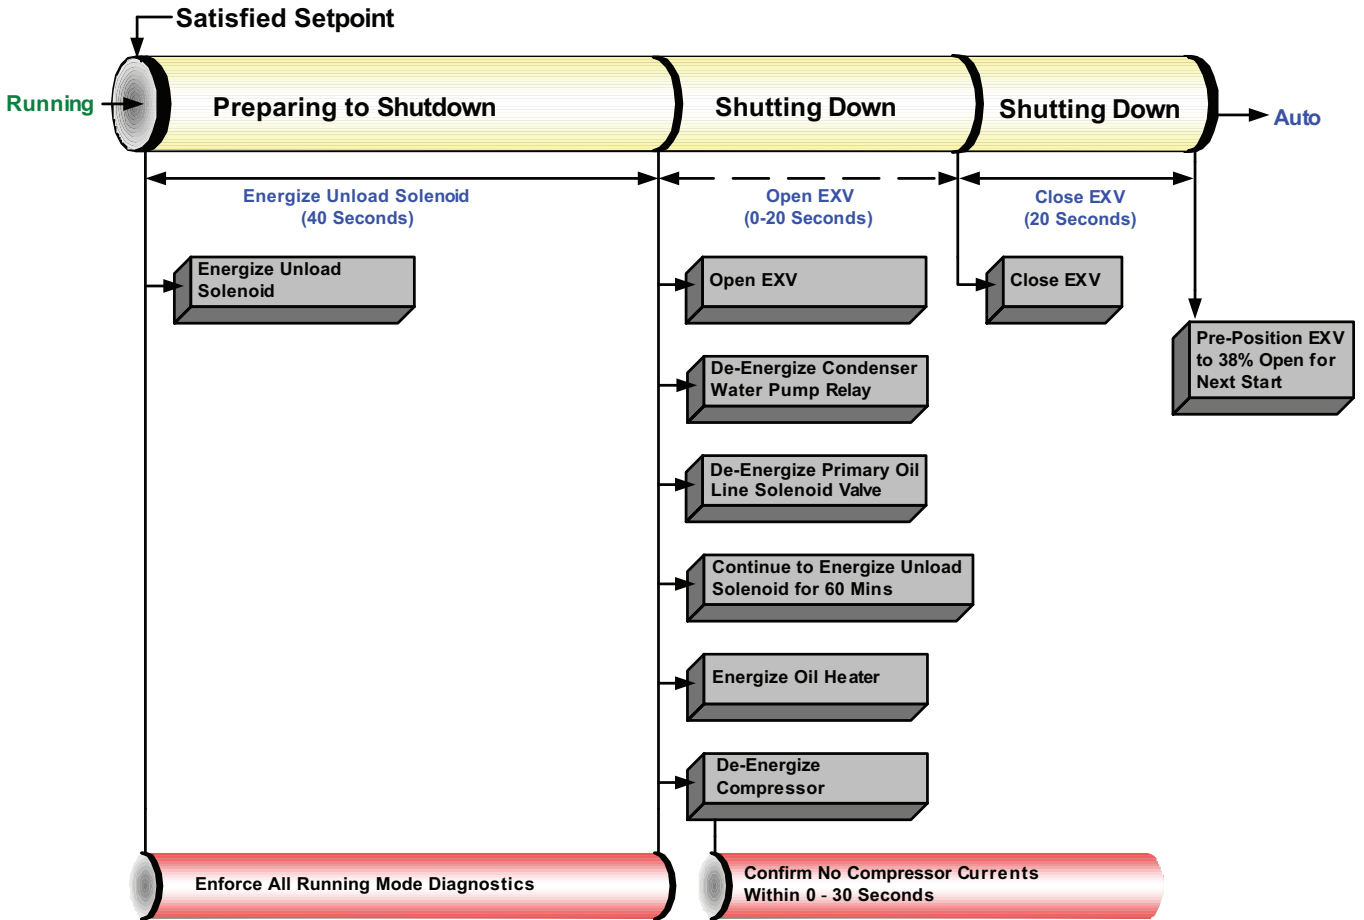 Satisfied Setpoint
Running
Preparing to Shutdown
Shutting Down
Shutting Down
Auto
Energize Unload Solenoid
(40 Seconds)
Open EXV
(0-20 Seconds)
Close EXV
(20 Seconds)
Energize Unload
Solenoid
Open EXV
Close EXV
Pre-Position EXV
to 38% Open for
Next Start
De-Energize Condenser
Water Pump Relay
De-Energize Primary Oil
Line Solenoid Valve
Continue to Energize Unload
Solenoid for 60 Mins
Energize Oil Heater
De-Energize
Compressor
Enforce All Running Mode Diagnostics
Confirm No Compressor Currents
Within 0 - 30 Seconds